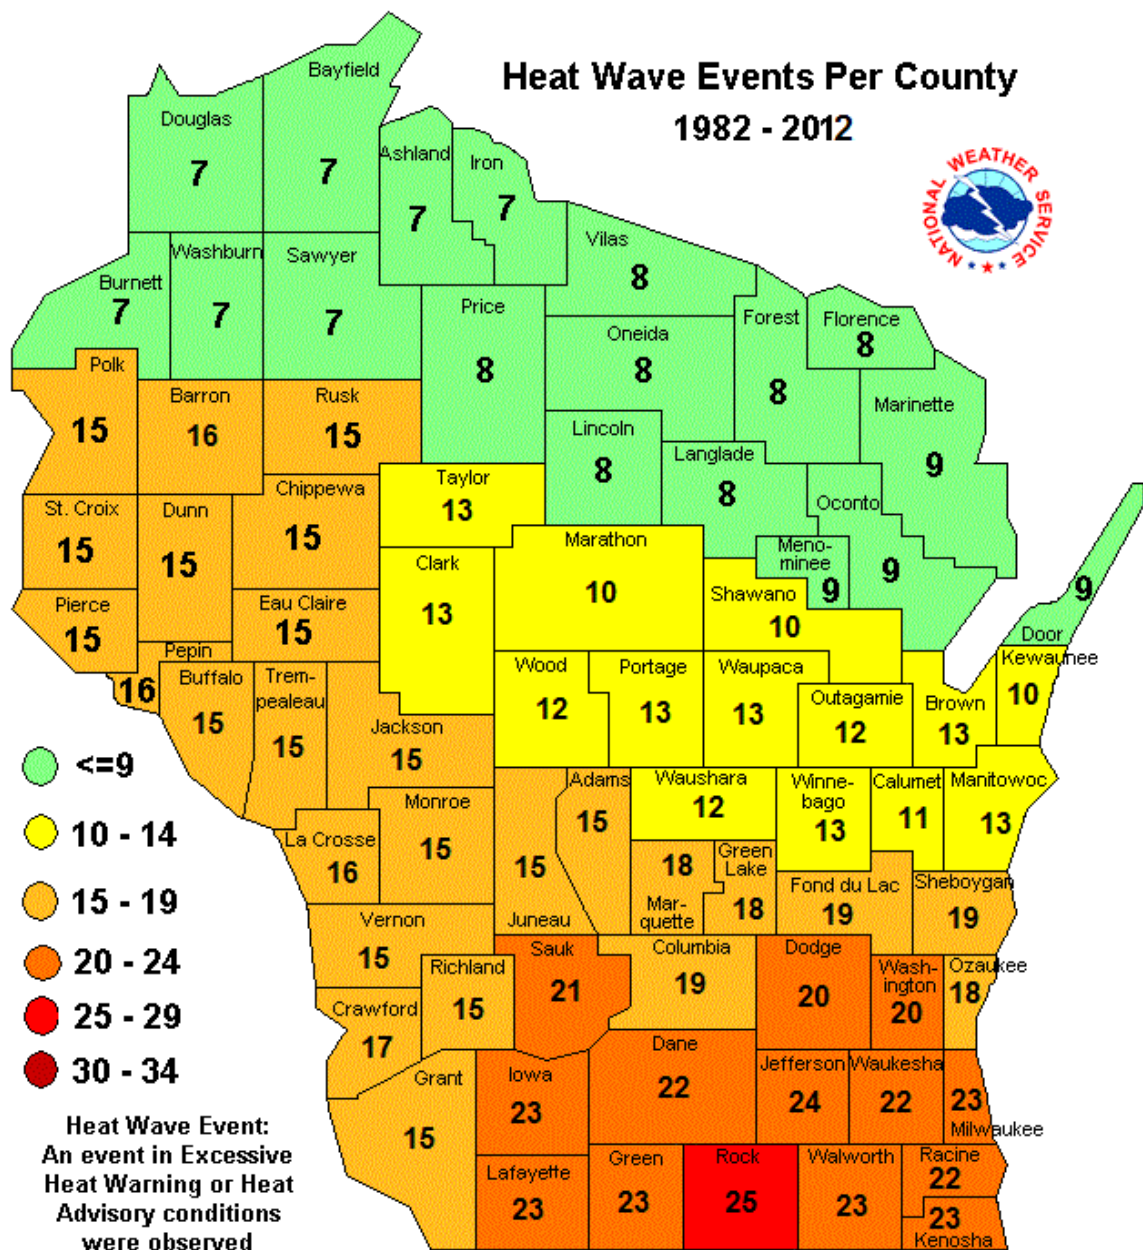 Heat Wave Events Per County
1982 - 2012
NATIONAL WEATHER SERVICE
Bayfield
7
Douglas
7
Ashland
7
Iron
7
Vilas
8
Burnett
7
Washburn
7
Sawyer
7
Price
8
Oneida
8
Forest
8
Florence
8
Marinette
9
Polk
15
Barron
16
Rusk
15
Lincoln
8
Langlade
8
Oconto
9
Taylor
13
Chippewa
15
St. Croix
15
Dunn
15
Clark
13
Marathon
10
Meno-
minee
9
Shawano
10
Door
9
Pierce
15
Eau Claire
15
Pepin
16
Buffalo
15
Trem-
pealeau
15
Jackson
15
Wood
12
Portage
13
Waupaca
13
Outagamie
12
Brown
13
Kewaunee
10
Monroe
15
La Crosse
16
Juneau
15
Adams
15
Waushara
12
Winne-
bago
13
Calumet
11
Manitowoc
13
Mar-
quette
18
Green
Lake
18
Fond du Lac
19
Sheboygan
19
Vernon
15
Richland
15
Crawford
17
Sauk
21
Columbia
19
Dodge
20
Wash-
ington
20
Ozaukee
18
Grant
15
Iowa
23
Dane
22
Jefferson
24
Waukesha
22
Milwaukee
23
Lafayette
23
Green
23
Rock
25
Walworth
23
Racine
22
Kenosha
23
<=9
10 - 14
15 - 19
20 - 24
25 - 29
30 - 34
Heat Wave Event:
An event in Excessive
Heat Warning or Heat
Advisory conditions
were observed